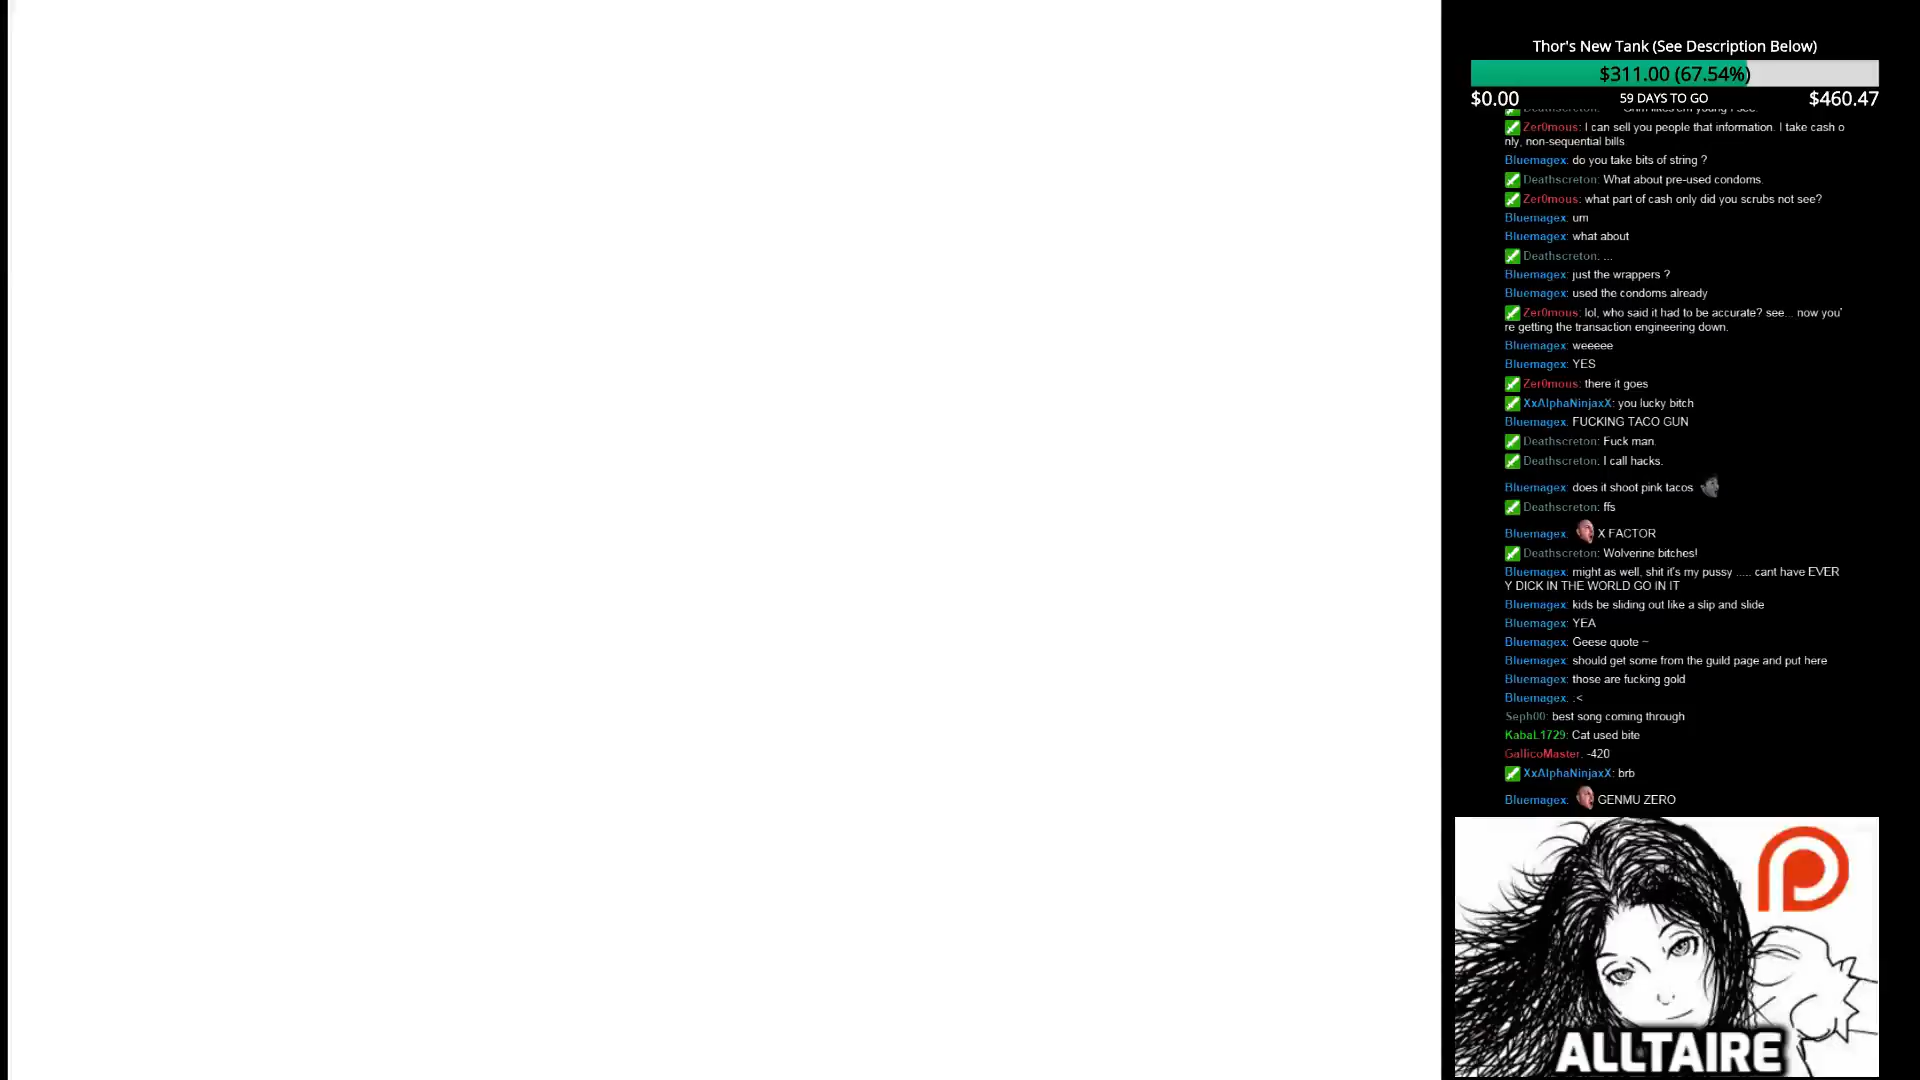 Thor's New Tank (See Description Below)
$311.00 (67.54%)
$0.00 59 DAYS TO GO $460.47
Zer0mous: I can sell you people that information. I take cash o
nly, non-sequential bills
Bluemagex: do you take bits of string ?
Deathscreton: What about pre-used condoms.
Zer0mous: what part of cash only did you scrubs not see?
Bluemagex: um
Bluemagex: what about
Deathscreton: ...
Bluemagex: just the wrappers ?
Bluemagex: used the condoms already
Zer0mous: lol, who said it had to be accurate? see... now you'
re getting the transaction engineering down.
Bluemagex: weeeee
Bluemagex: YES
Zer0mous: there it goes
XxAlphaNinjaxX: you lucky bitch
Bluemagex: FUCKING TACO GUN
Deathscreton: Fuck man.
Deathscreton: I call hacks.
Bluemagex: does it shoot pink tacos
Deathscreton: ffs
Bluemagex: X FACTOR
Deathscreton: Wolverine bitches!
Bluemagex: might as well, shit it's my pussy ..... cant have EVER
Y DICK IN THE WORLD GO IN IT
Bluemagex: kids be sliding out like a slip and slide
Bluemagex: YEA
Bluemagex: Geese quote ~
Bluemagex: should get some from the guild page and put here
Bluemagex: those are fucking gold
Bluemagex: :<
Seph00: best song coming through
KabaL1729: Cat used bite
GallicoMaster: -420
XxAlphaNinjaxX: brb
Bluemagex: GENMU ZERO
ALLTAIRE